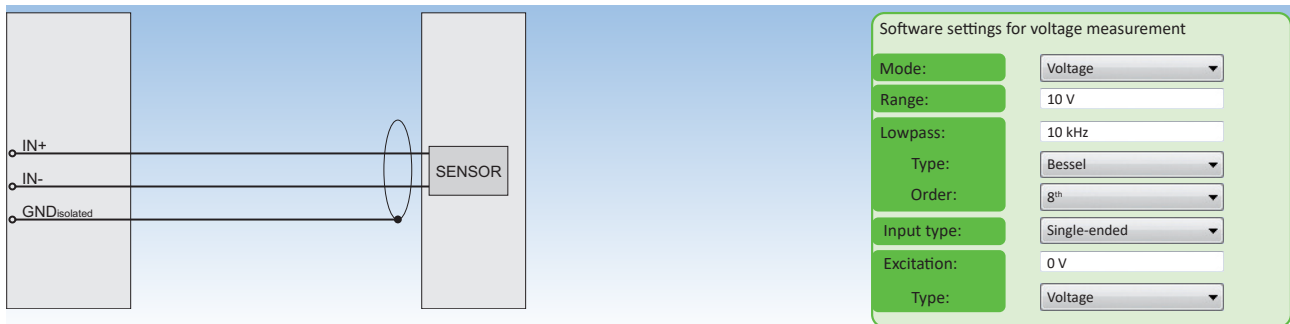 IN+
IN-
GNDisolated
SENSOR
Software settings for voltage measurement
Mode: Voltage
Range: 10 V
Lowpass: 10 kHz
Type: Bessel
Order: 8th
Input type: Single-ended
Excitation: 0 V
Type: Voltage